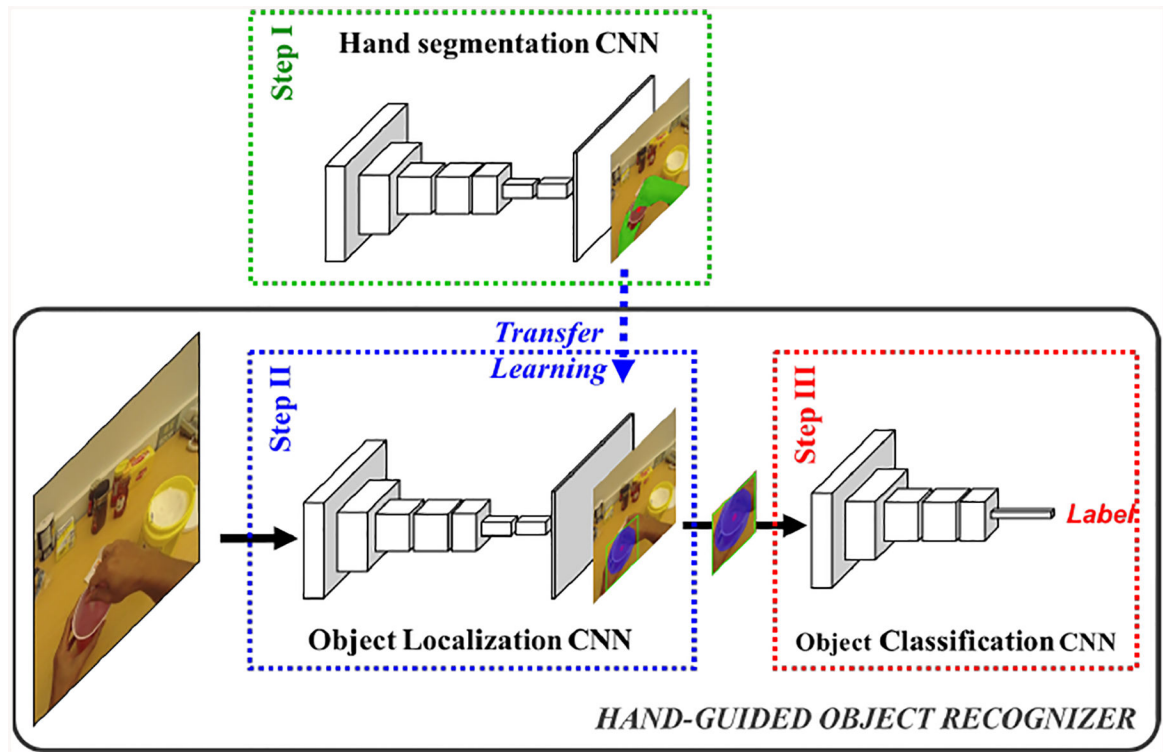 Step I
Hand segmentation CNN
Transfer
Learning
Step II
Object Localization CNN
Step III
Label
Object Classification CNN
HAND-GUIDED OBJECT RECOGNIZER